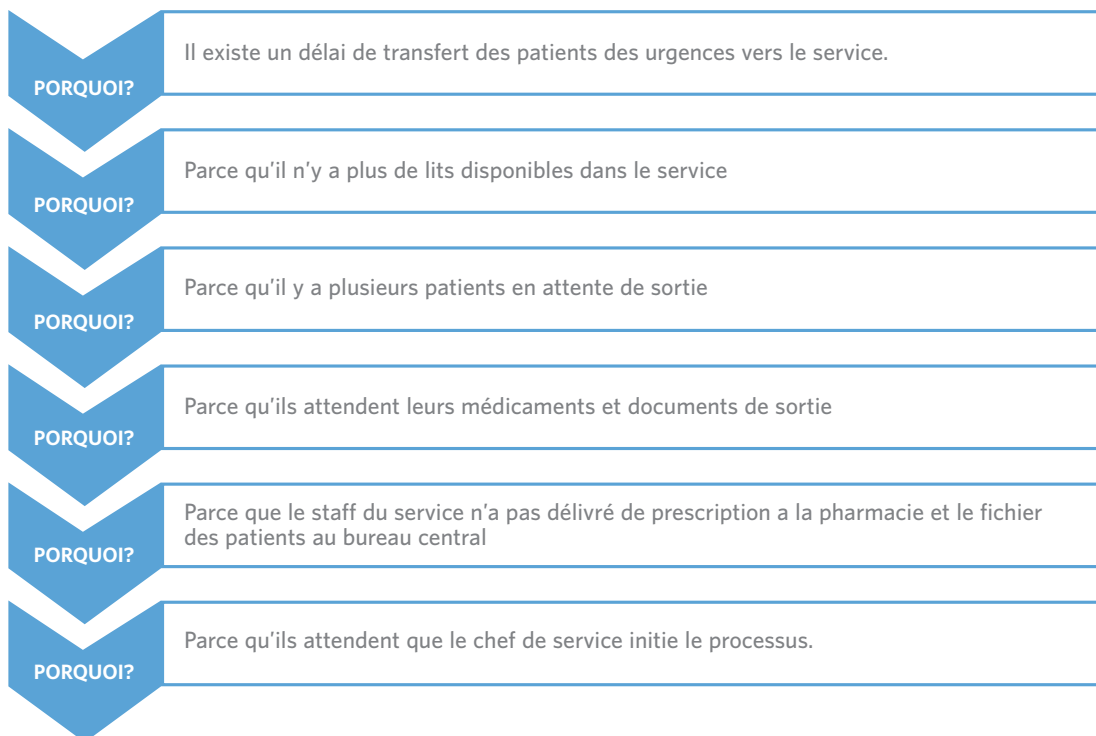 Il existe un délai de transfert des patients des urgences vers le service.
PORQUOI?
Parce qu'il n'y a plus de lits disponibles dans le service
PORQUOI?
Parce qu'il y a plusieurs patients en attente de sortie
PORQUOI?
Parce qu'ils attendent leurs médicaments et documents de sortie
PORQUOI?
Parce que le staff du service n'a pas délivré de prescription a la pharmacie et le fichier
des patients au bureau central
PORQUOI?
Parce qu'ils attendent que le chef de service initie le processus.
PORQUOI?